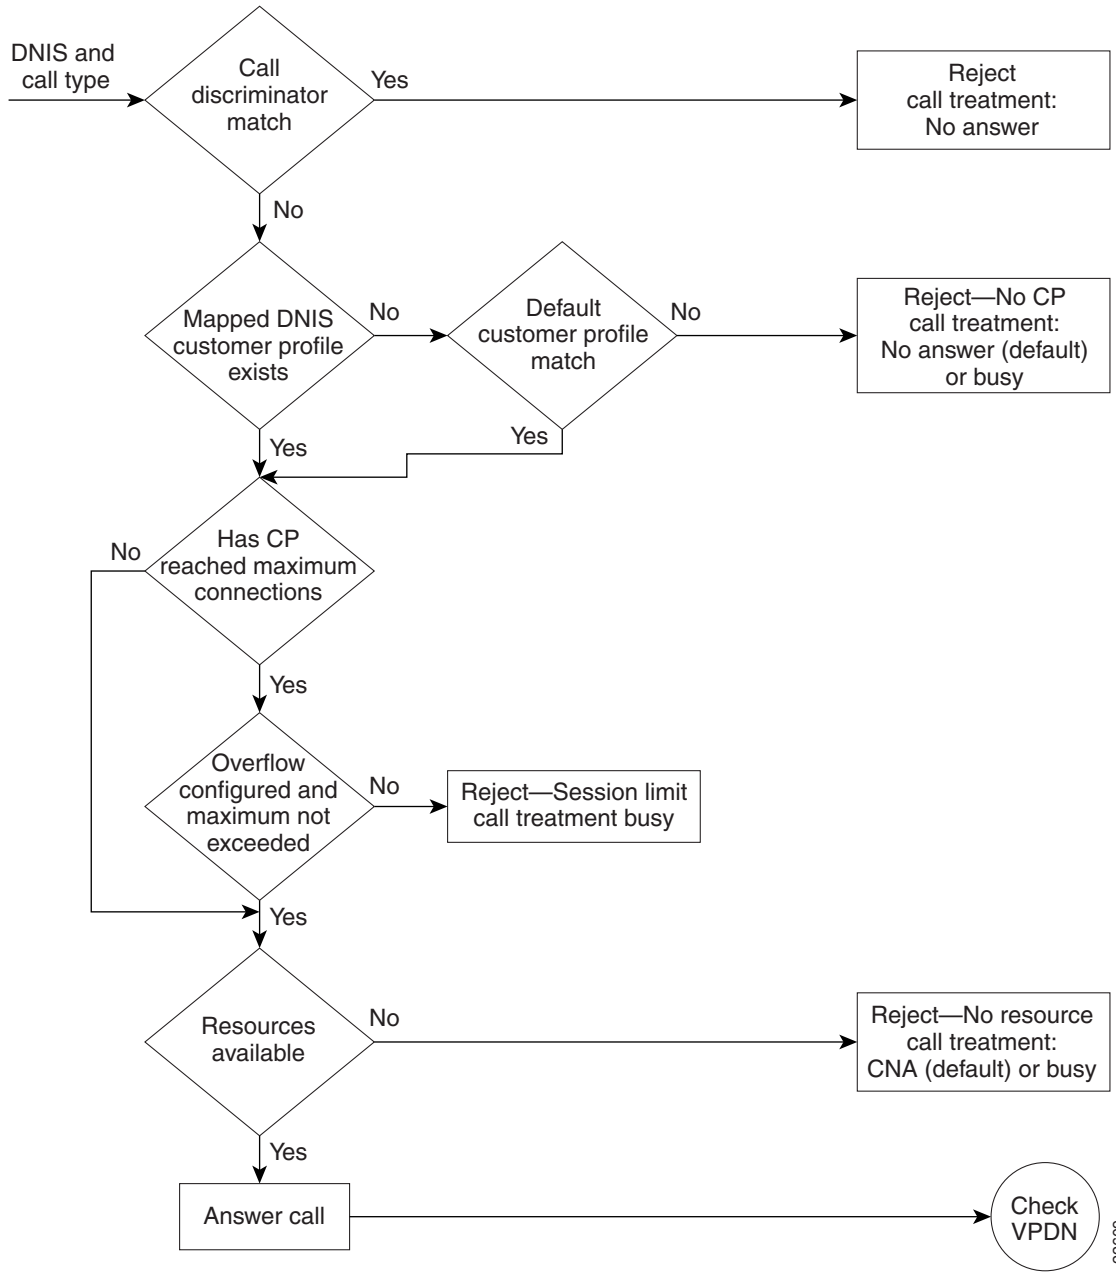 DNIS and
call type
Call
discriminator
match
Yes
Reject
call treatment:
No answer
No
Mapped DNIS
customer profile
exists
No
Default
customer profile
match
No
Reject—No CP
call treatment:
No answer (default)
or busy
Yes
Yes
Has CP
reached maximum
connections
No
Yes
Overflow
configured and
maximum not
exceeded
No
Reject—Session limit
call treatment busy
Yes
Resources
available
No
Reject—No resource
call treatment:
CNA (default) or busy
Yes
Answer call
Check
VPDN